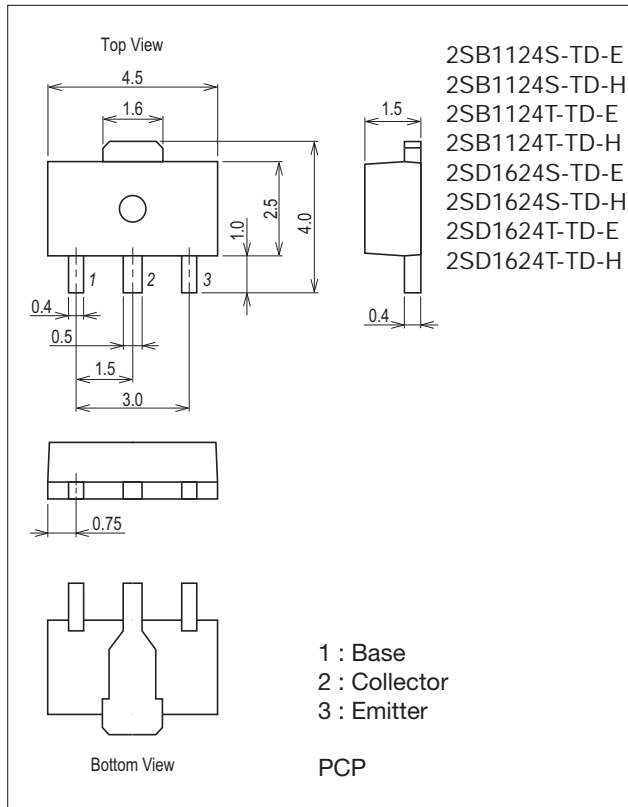 Top View
4.5
1.6
1.5
2.5
4.0
1.0
1 2 3
0.4
0.5
1.5
3.0
0.4
2SB1124S-TD-E
2SB1124S-TD-H
2SB1124T-TD-E
2SB1124T-TD-H
2SD1624S-TD-E
2SD1624S-TD-H
2SD1624T-TD-E
2SD1624T-TD-H
0.75
1 : Base
2 : Collector
3 : Emitter
Bottom View
PCP